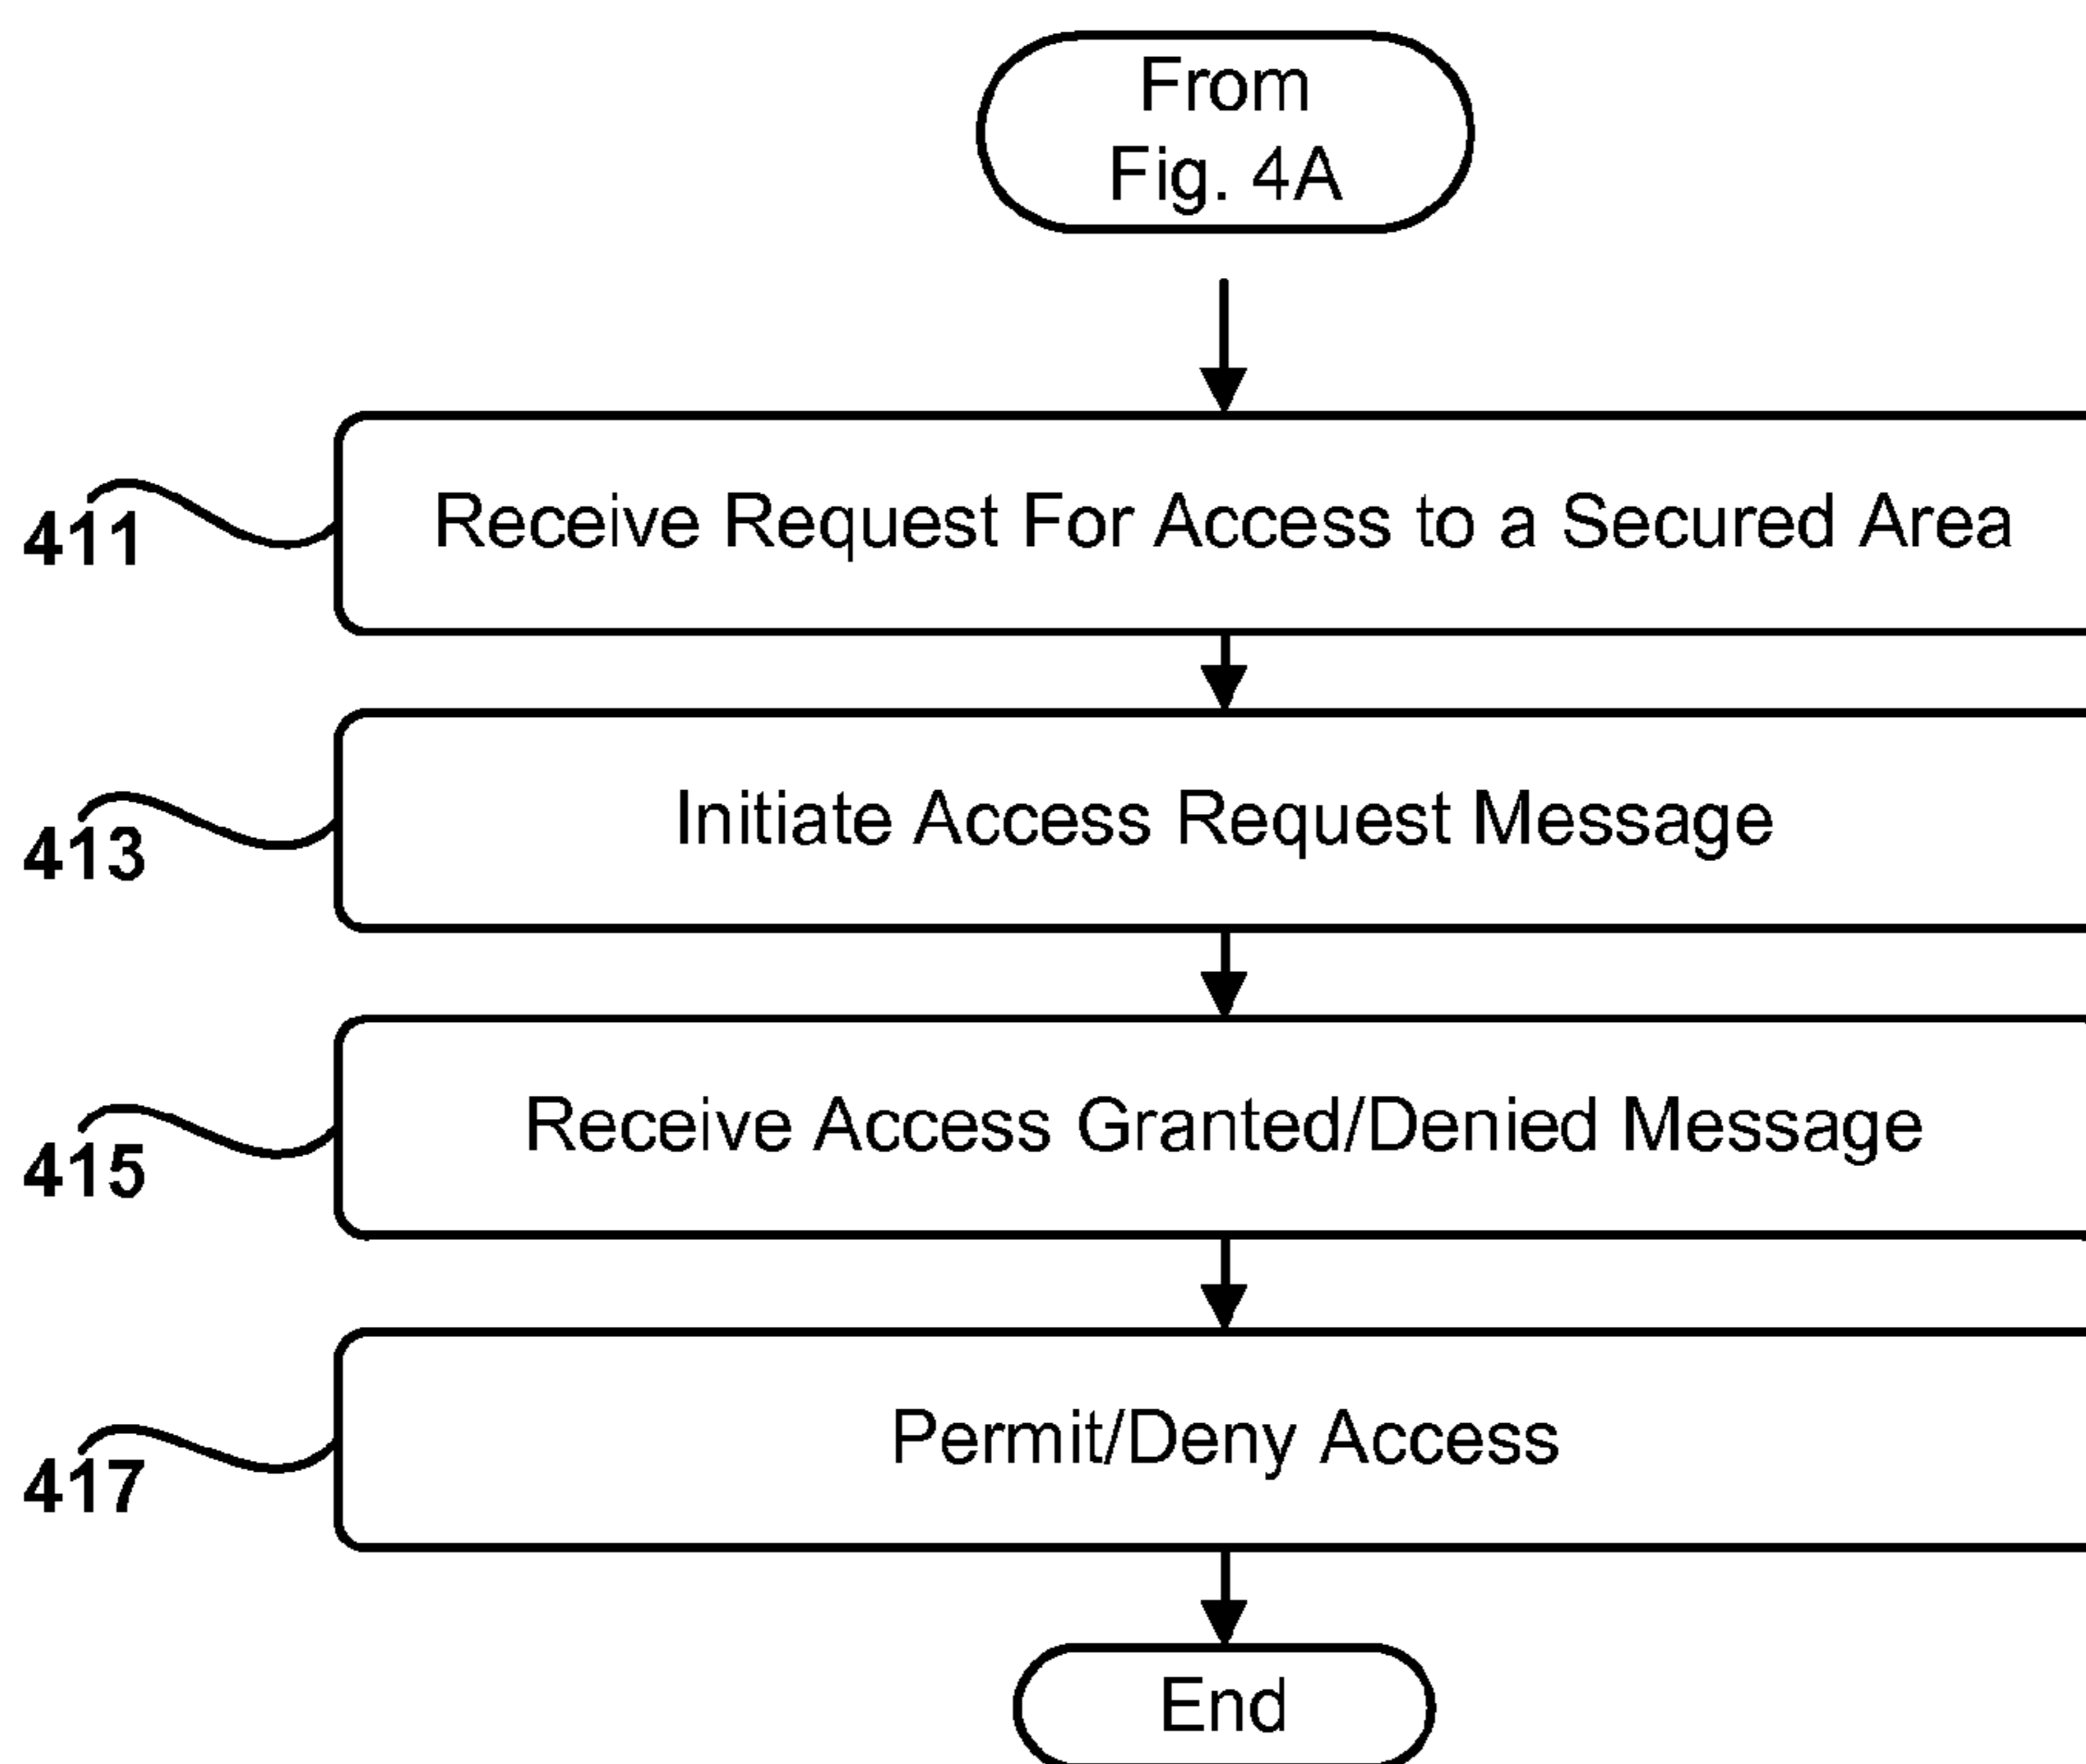 From
Fig. 4A
411
Receive Request For Access to a Secured Area
413
Initiate Access Request Message
415
Receive Access Granted/Denied Message
417
Permit/Deny Access
End